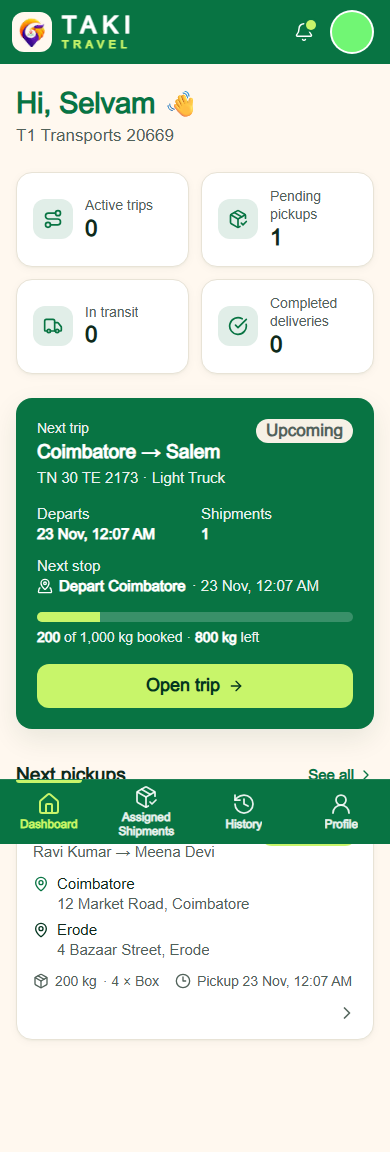 TAKI
TRAVEL
Hi, Selvam 👋
T1 Transports 20669
Active trips
0
Pending
pickups
1
In transit
0
Completed
deliveries
0
Next trip
Upcoming
Coimbatore → Salem
TN 30 TE 2173 · Light Truck
Departs
Shipments
23 Nov, 12:07 AM
1
Next stop
Depart Coimbatore · 23 Nov, 12:07 AM
200 of 1,000 kg booked · 800 kg left
Open trip →
Next pickups
See all >
Dashboard
Assigned
Shipments
History
Profile
Ravi Kumar → Meena Devi
Coimbatore
12 Market Road, Coimbatore
Erode
4 Bazaar Street, Erode
200 kg · 4 × Box
Pickup 23 Nov, 12:07 AM